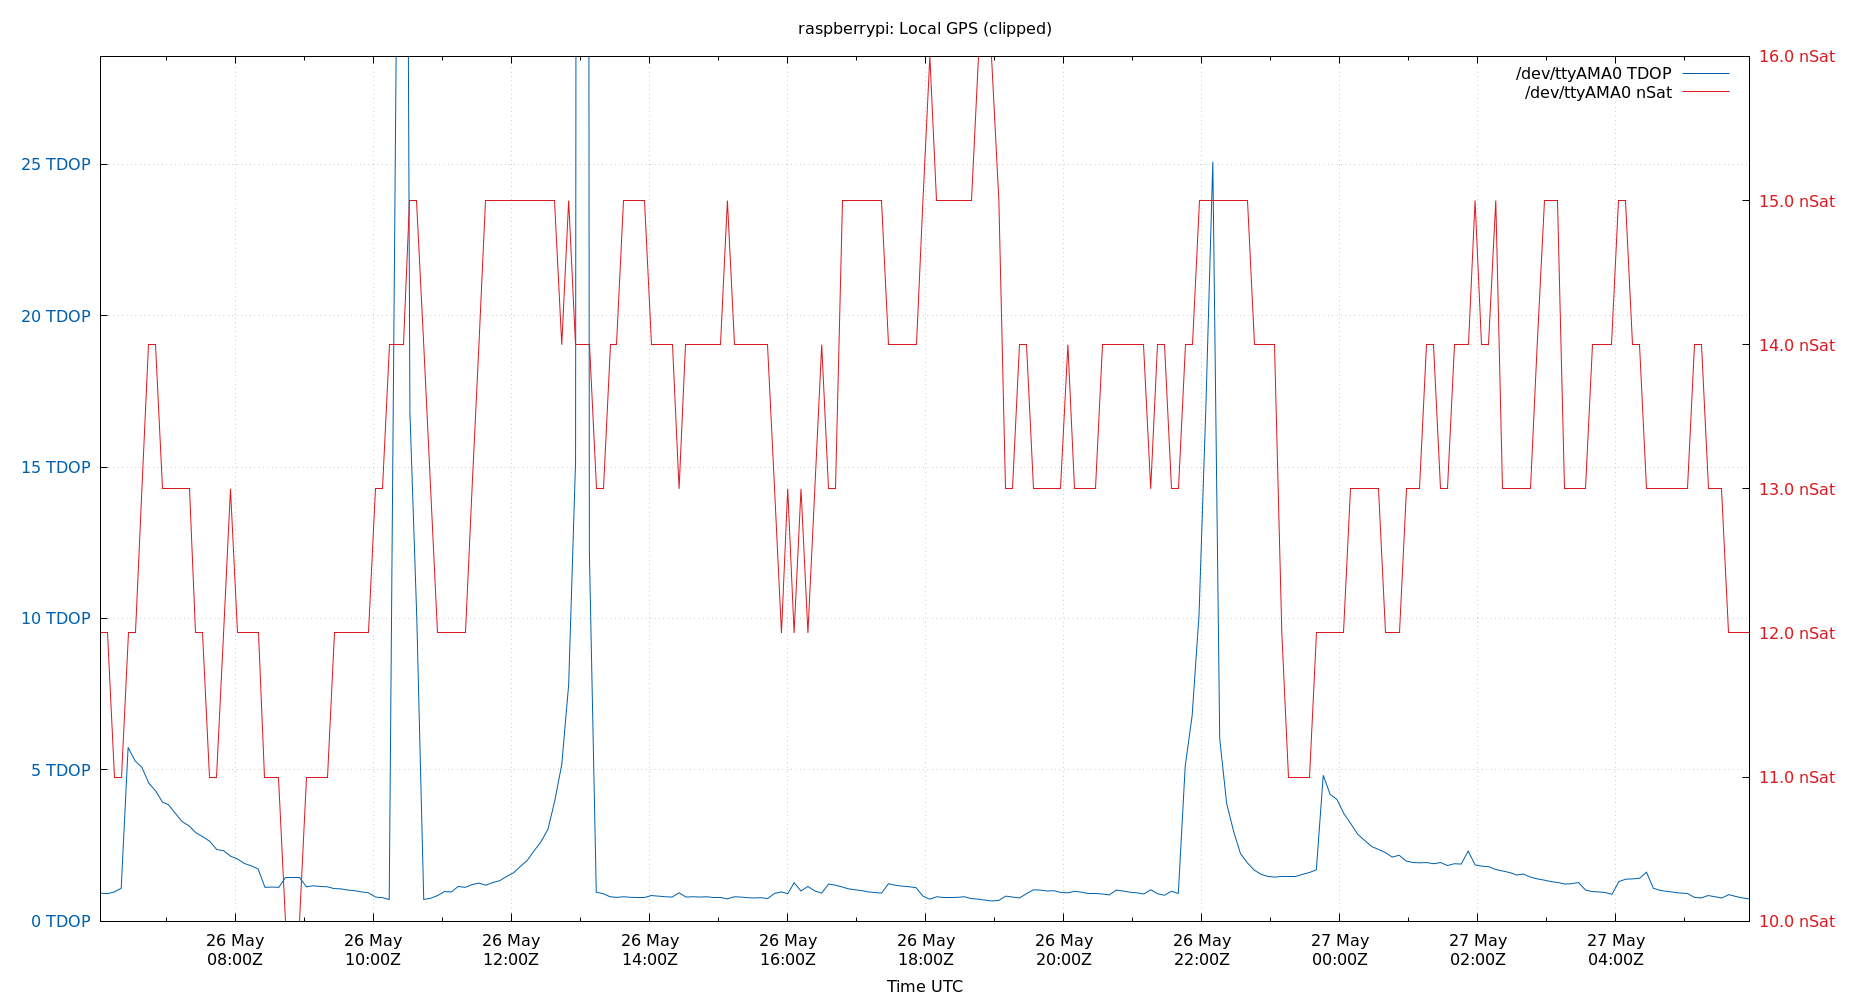 raspberrypi: Local GPS (clipped)
/dev/ttyAMA0 TDOP
/dev/ttyAMA0 nSat
25 TDOP
20 TDOP
15 TDOP
10 TDOP
5 TDOP
0 TDOP
16.0 nSat
15.0 nSat
14.0 nSat
13.0 nSat
12.0 nSat
11.0 nSat
10.0 nSat
26 May
08:00Z
26 May
10:00Z
26 May
12:00Z
26 May
14:00Z
26 May
16:00Z
26 May
18:00Z
26 May
20:00Z
26 May
22:00Z
27 May
00:00Z
27 May
02:00Z
27 May
04:00Z
Time UTC